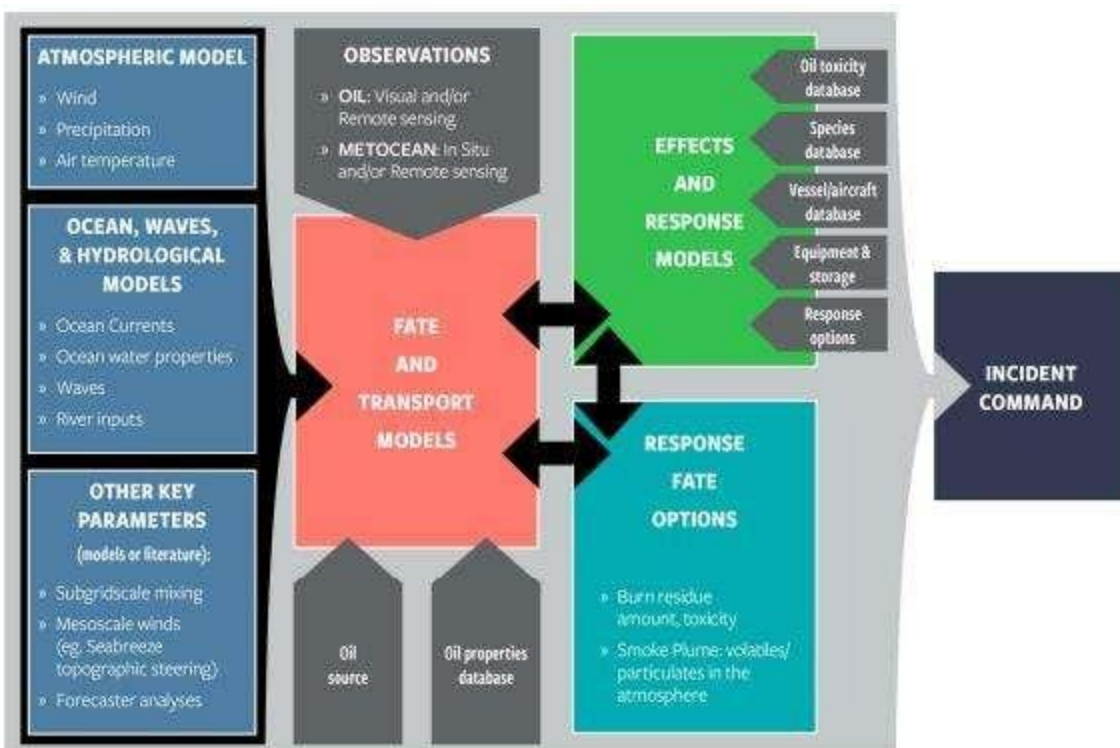 ATMOSPHERIC MODEL
» Wind
» Precipitation
» Air temperature
OCEAN, WAVES,
& HYDROLOGICAL
MODELS
» Ocean Currents
» Ocean water properties
» Waves
» River inputs
OTHER KEY
PARAMETERS
(models or literature):
» Subgridscale mixing
» Mesoscale winds
(eg. Seabreeze
topographic steering)
» Forecaster analyses
OBSERVATIONS
» OIL: Visual and/or
Remote sensing
» METOCEAN: In Situ
and/or Remote sensing
FATE
AND
TRANSPORT
MODELS
Oil
source
Oil properties
database
EFFECTS
AND
RESPONSE
MODELS
Oil toxicity
database
Species
database
Vessel/aircraft
database
Equipment &
storage
Response
options
RESPONSE
FATE
OPTIONS
» Burn residue
amount, toxicity
» Smoke Plume: volatiles/
particulates in the
atmosphere
INCIDENT
COMMAND